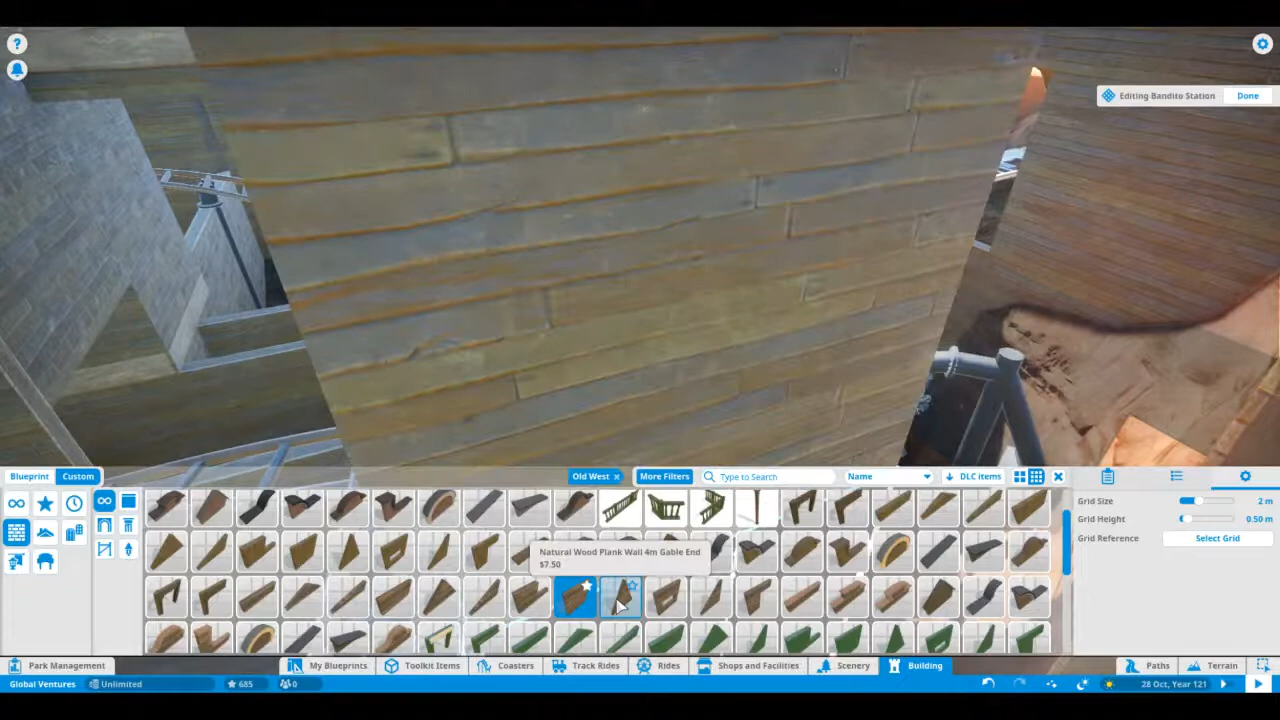 ?
Editing Bandito Station Done
Blueprint Custom Old West × More Filters Type to Search Name DLC items
Grid Size 2 m
Grid Height 0.50 m
Grid Reference Select Grid
Natural Wood Plank Wall 4m Gable End
$7.50
Park Management My Blueprints Toolkit Items Coasters Track Rides Rides Shops and Facilities Scenery Building Paths Terrain
Global Ventures Unlimited 685 0 28 Oct, Year 121